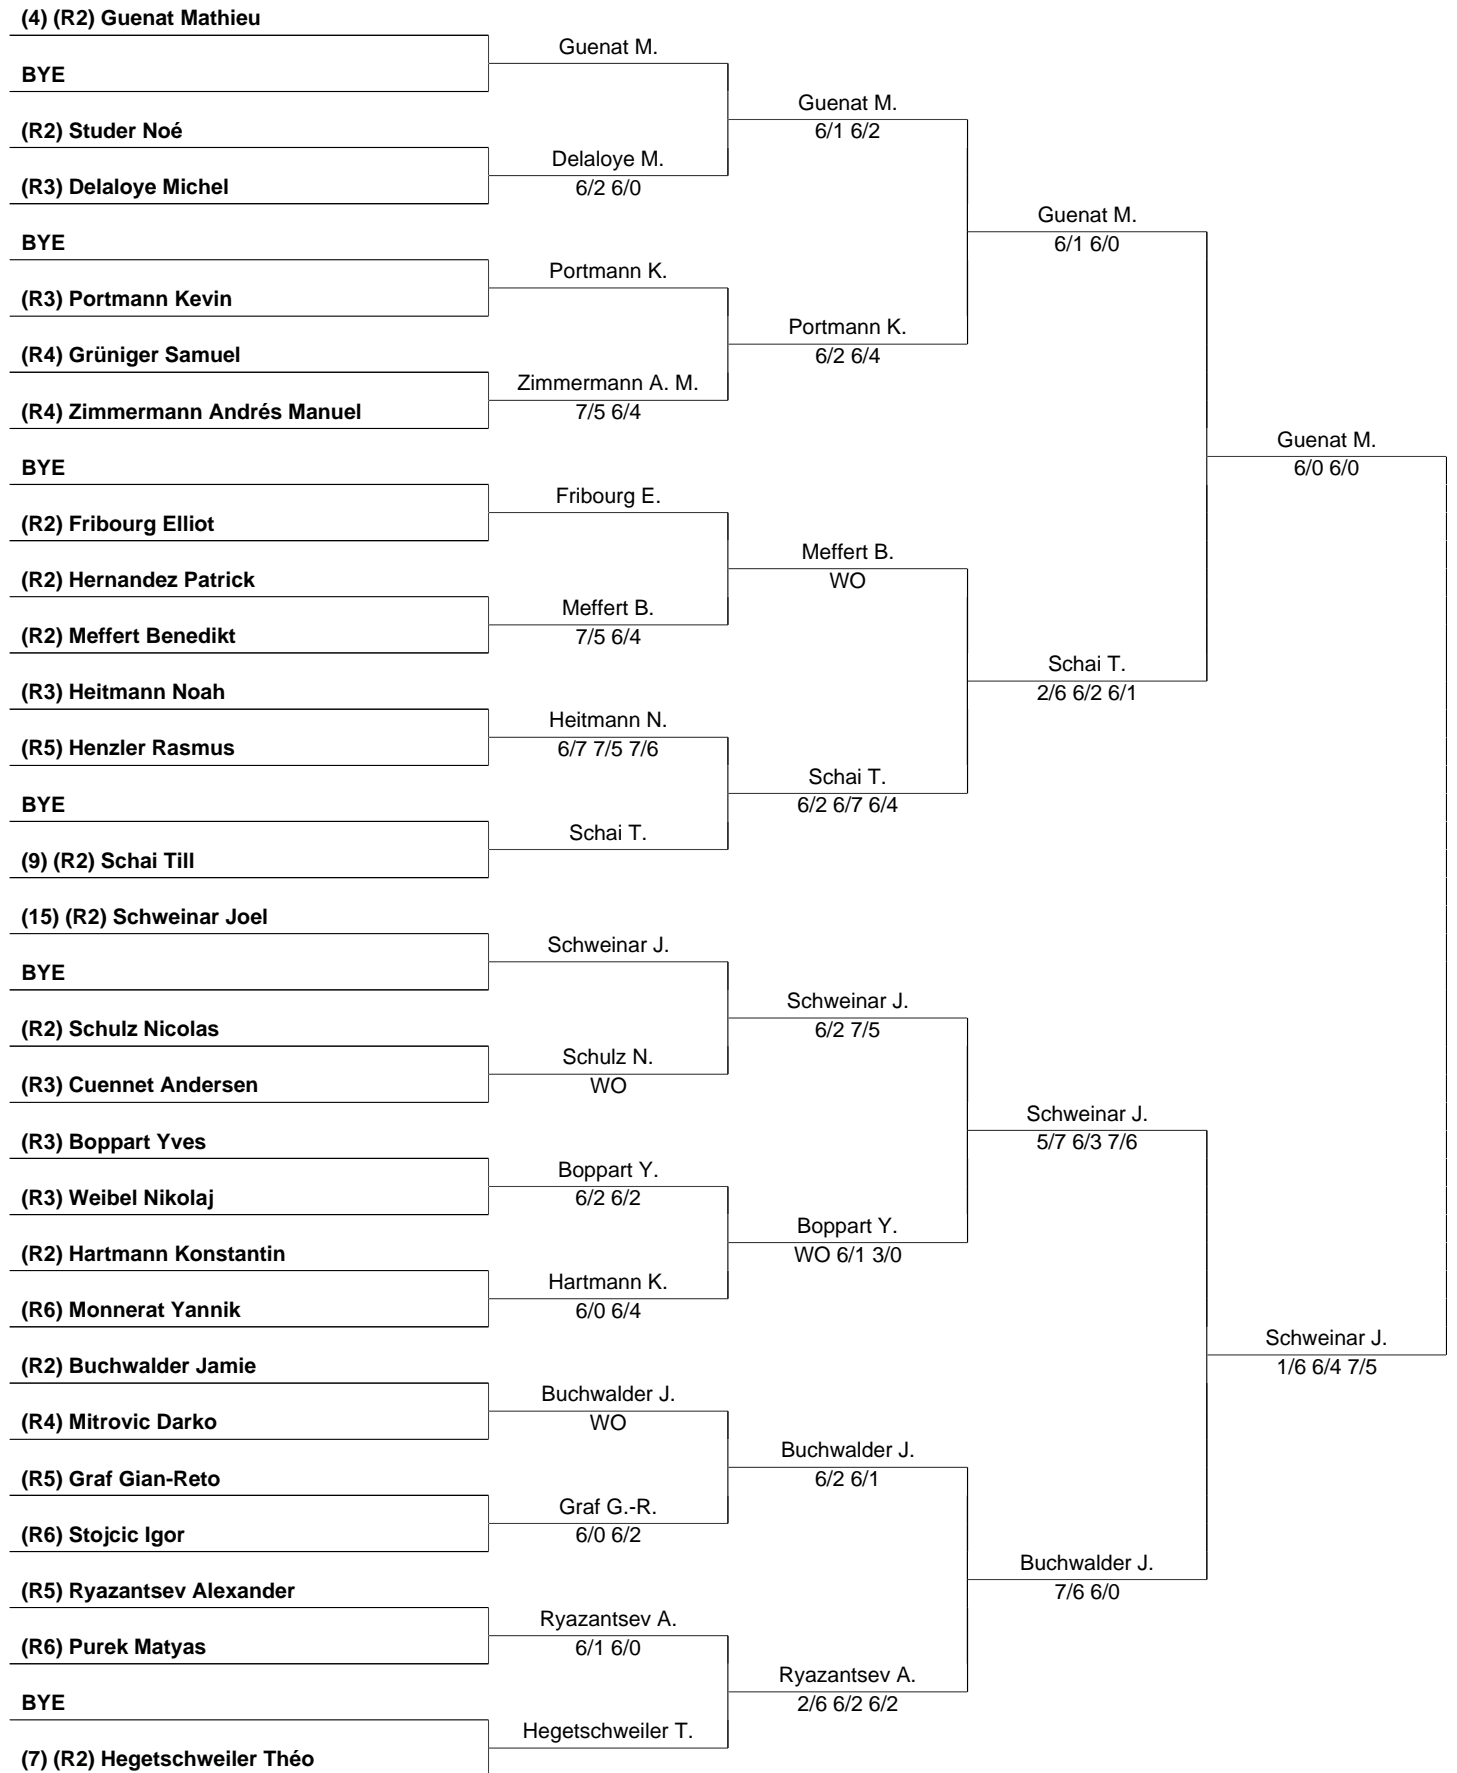 (4) (R2) Guenat Mathieu
BYE
(R2) Studer Noé
(R3) Delaloye Michel
BYE
(R3) Portmann Kevin
(R4) Grüniger Samuel
(R4) Zimmermann Andrés Manuel
BYE
(R2) Fribourg Elliot
(R2) Hernandez Patrick
(R2) Meffert Benedikt
(R3) Heitmann Noah
(R5) Henzler Rasmus
BYE
(9) (R2) Schai Till
(15) (R2) Schweinar Joel
BYE
(R2) Schulz Nicolas
(R3) Cuennet Andersen
(R3) Boppart Yves
(R3) Weibel Nikolaj
(R2) Hartmann Konstantin
(R6) Monnerat Yannik
(R2) Buchwalder Jamie
(R4) Mitrovic Darko
(R5) Graf Gian-Reto
(R6) Stojcic Igor
(R5) Ryazantsev Alexander
(R6) Purek Matyas
BYE
(7) (R2) Hegetschweiler Théo
Guenat M.
Delaloye M.
6/2 6/0
Portmann K.
Zimmermann A. M.
7/5 6/4
Fribourg E.
Meffert B.
7/5 6/4
Heitmann N.
6/7 7/5 7/6
Schai T.
Schweinar J.
Schulz N.
WO
Boppart Y.
6/2 6/2
Hartmann K.
6/0 6/4
Buchwalder J.
WO
Graf G.-R.
6/0 6/2
Ryazantsev A.
6/1 6/0
Hegetschweiler T.
Guenat M.
6/1 6/2
Portmann K.
6/2 6/4
Meffert B.
WO
Schai T.
6/2 6/7 6/4
Schweinar J.
6/2 7/5
Boppart Y.
WO 6/1 3/0
Buchwalder J.
6/2 6/1
Ryazantsev A.
2/6 6/2 6/2
Guenat M.
6/1 6/0
Schai T.
2/6 6/2 6/1
Schweinar J.
5/7 6/3 7/6
Buchwalder J.
7/6 6/0
Guenat M.
6/0 6/0
Schweinar J.
1/6 6/4 7/5